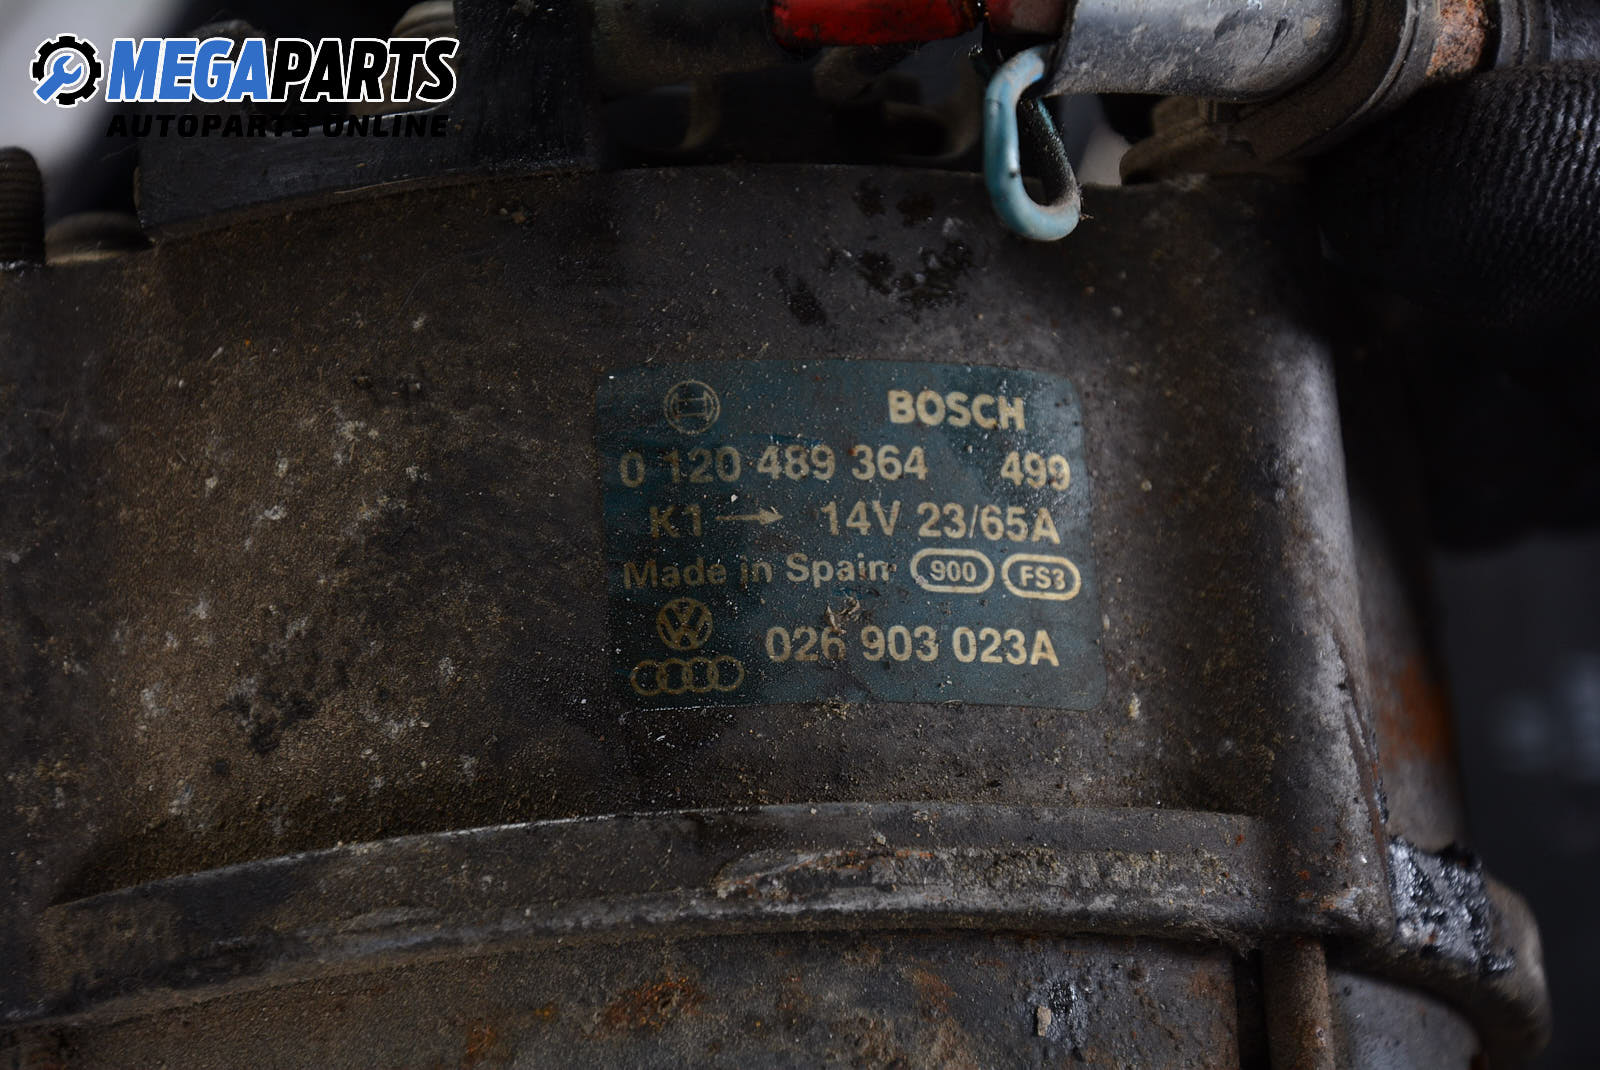 MEGAPARTS
AUTOPARTS ONLINE
BOSCH
0 120 489 364 499
K1 → 14V 23/65A
Made in Spain 900 FS3
026 903 023A